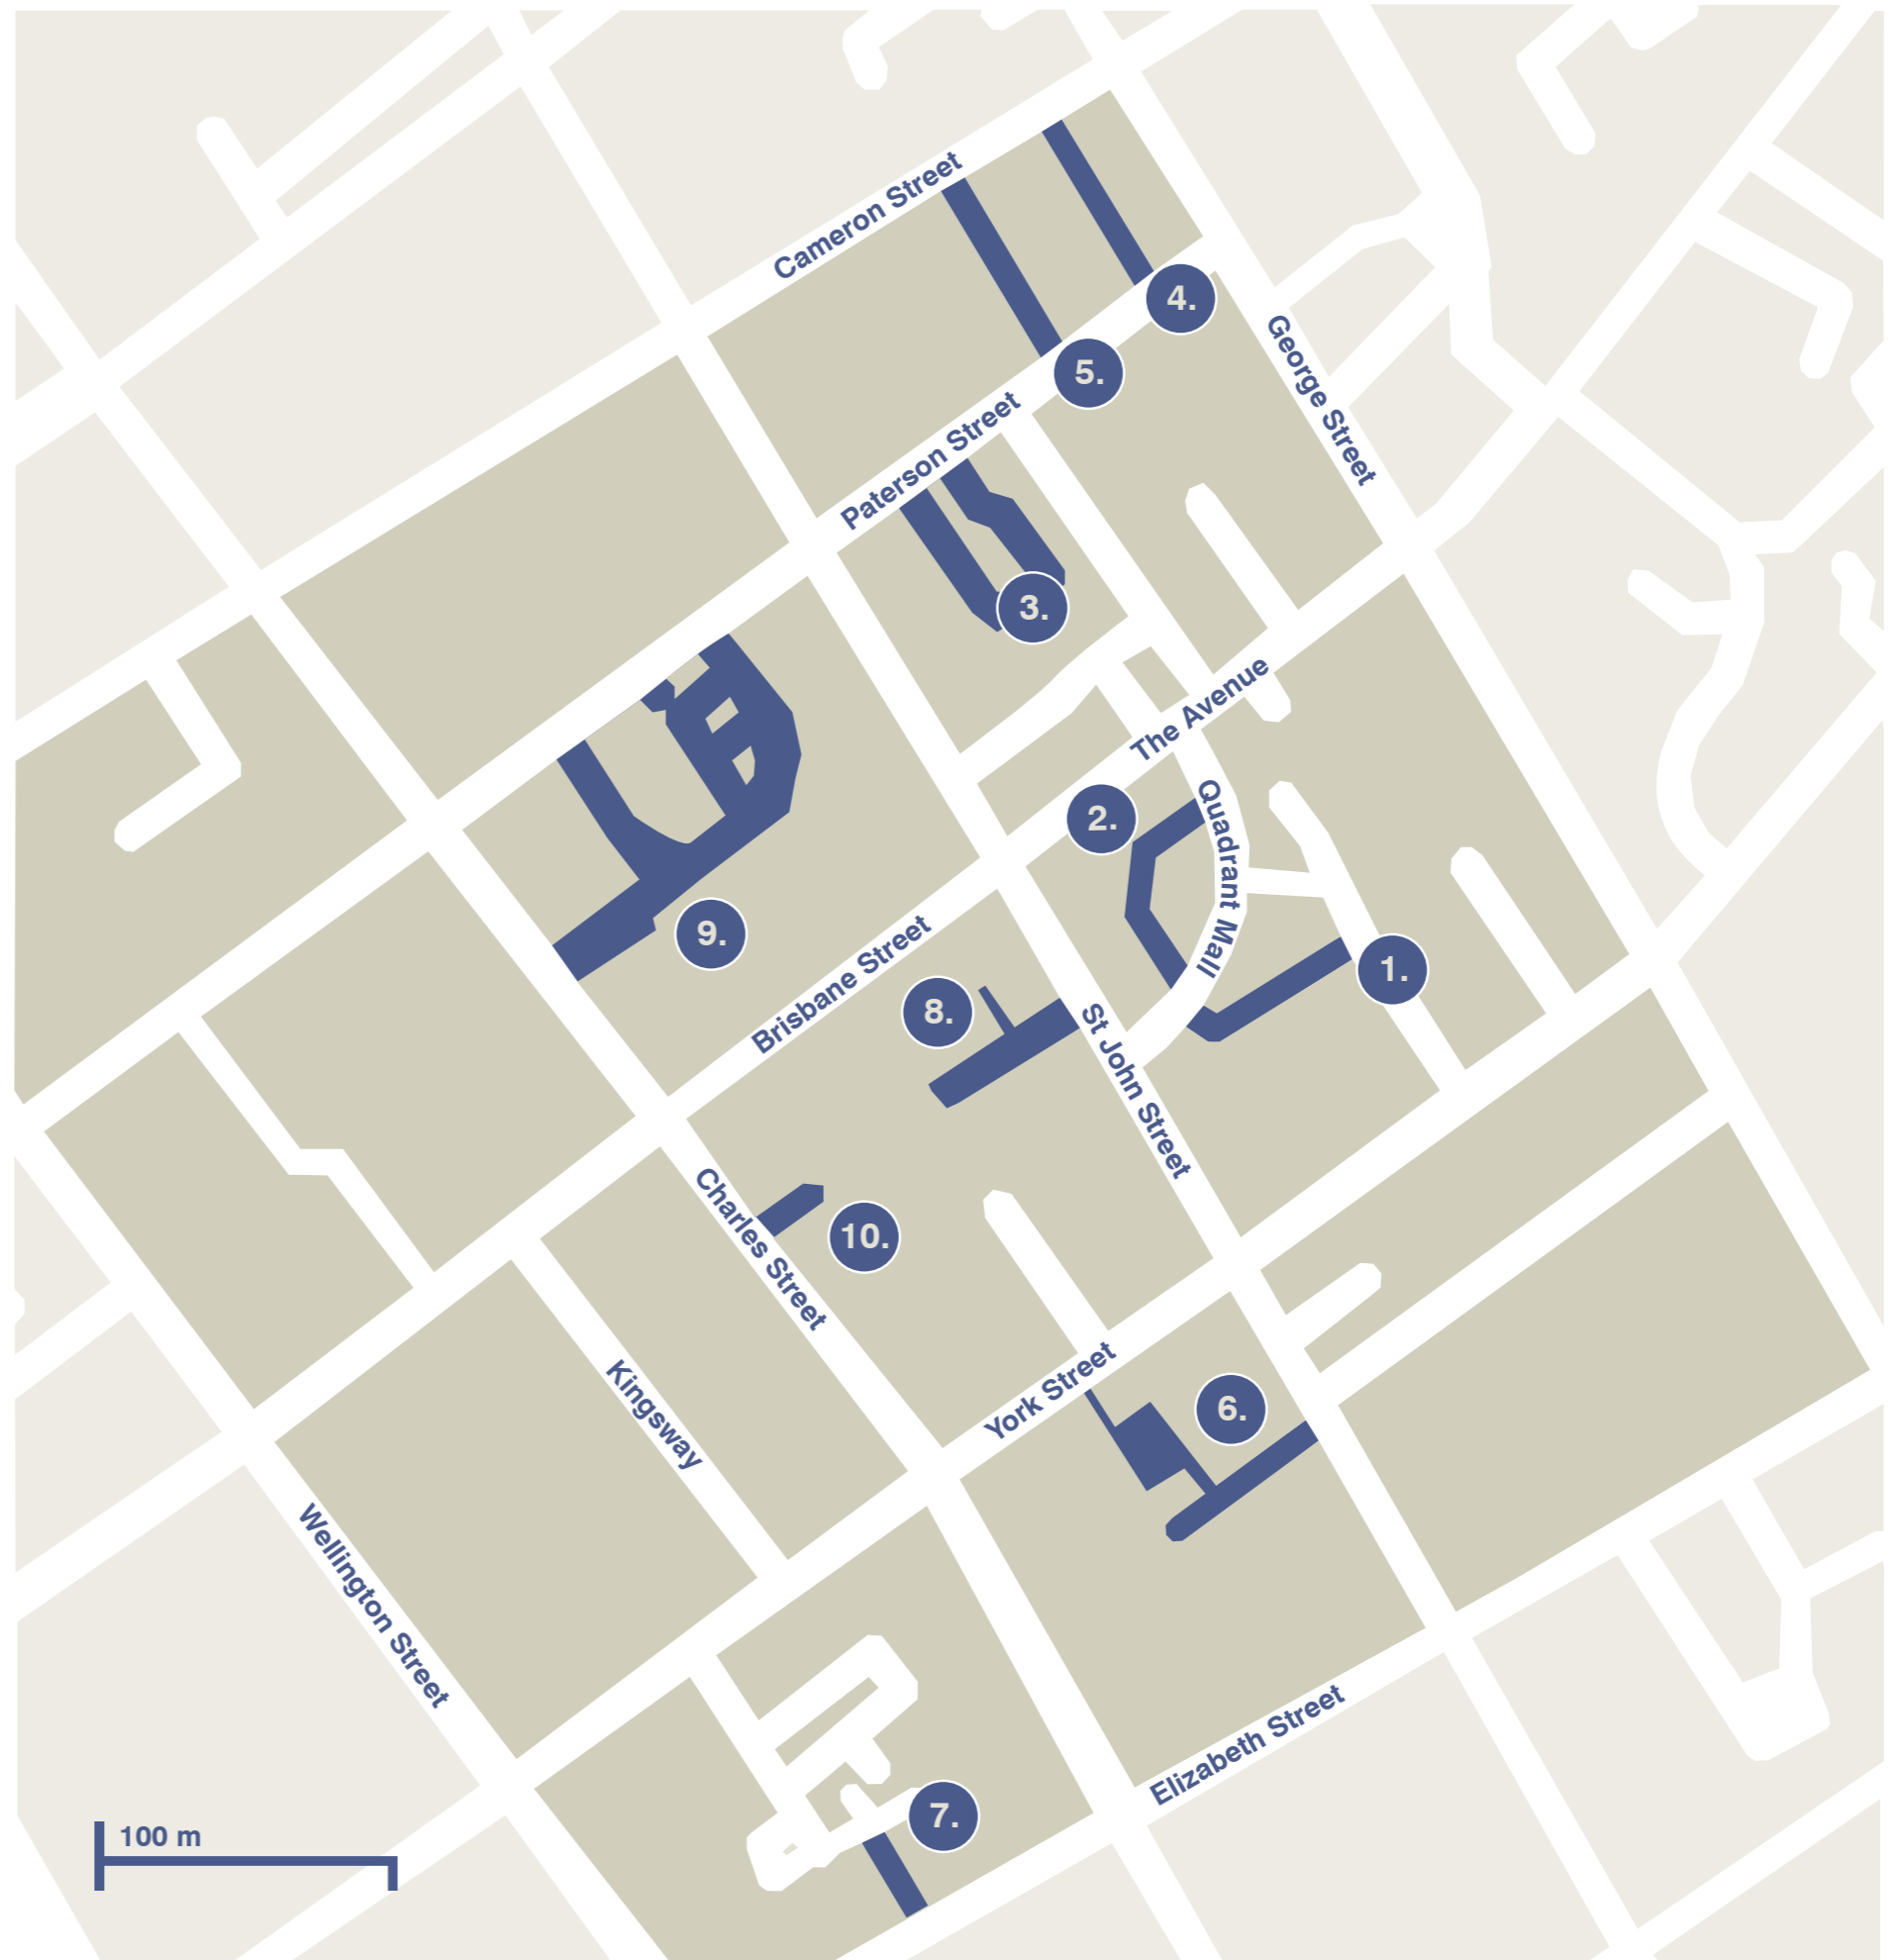 Cameron Street
4.
George Street
5.
Paterson Street
3.
The Avenue
2.
Quadrant Mall
9.
Brisbane Street
1.
8.
St John Street
Charles Street
10.
York Street
Kingsway
6.
Wellington Street
Elizabeth Street
7.
100 m